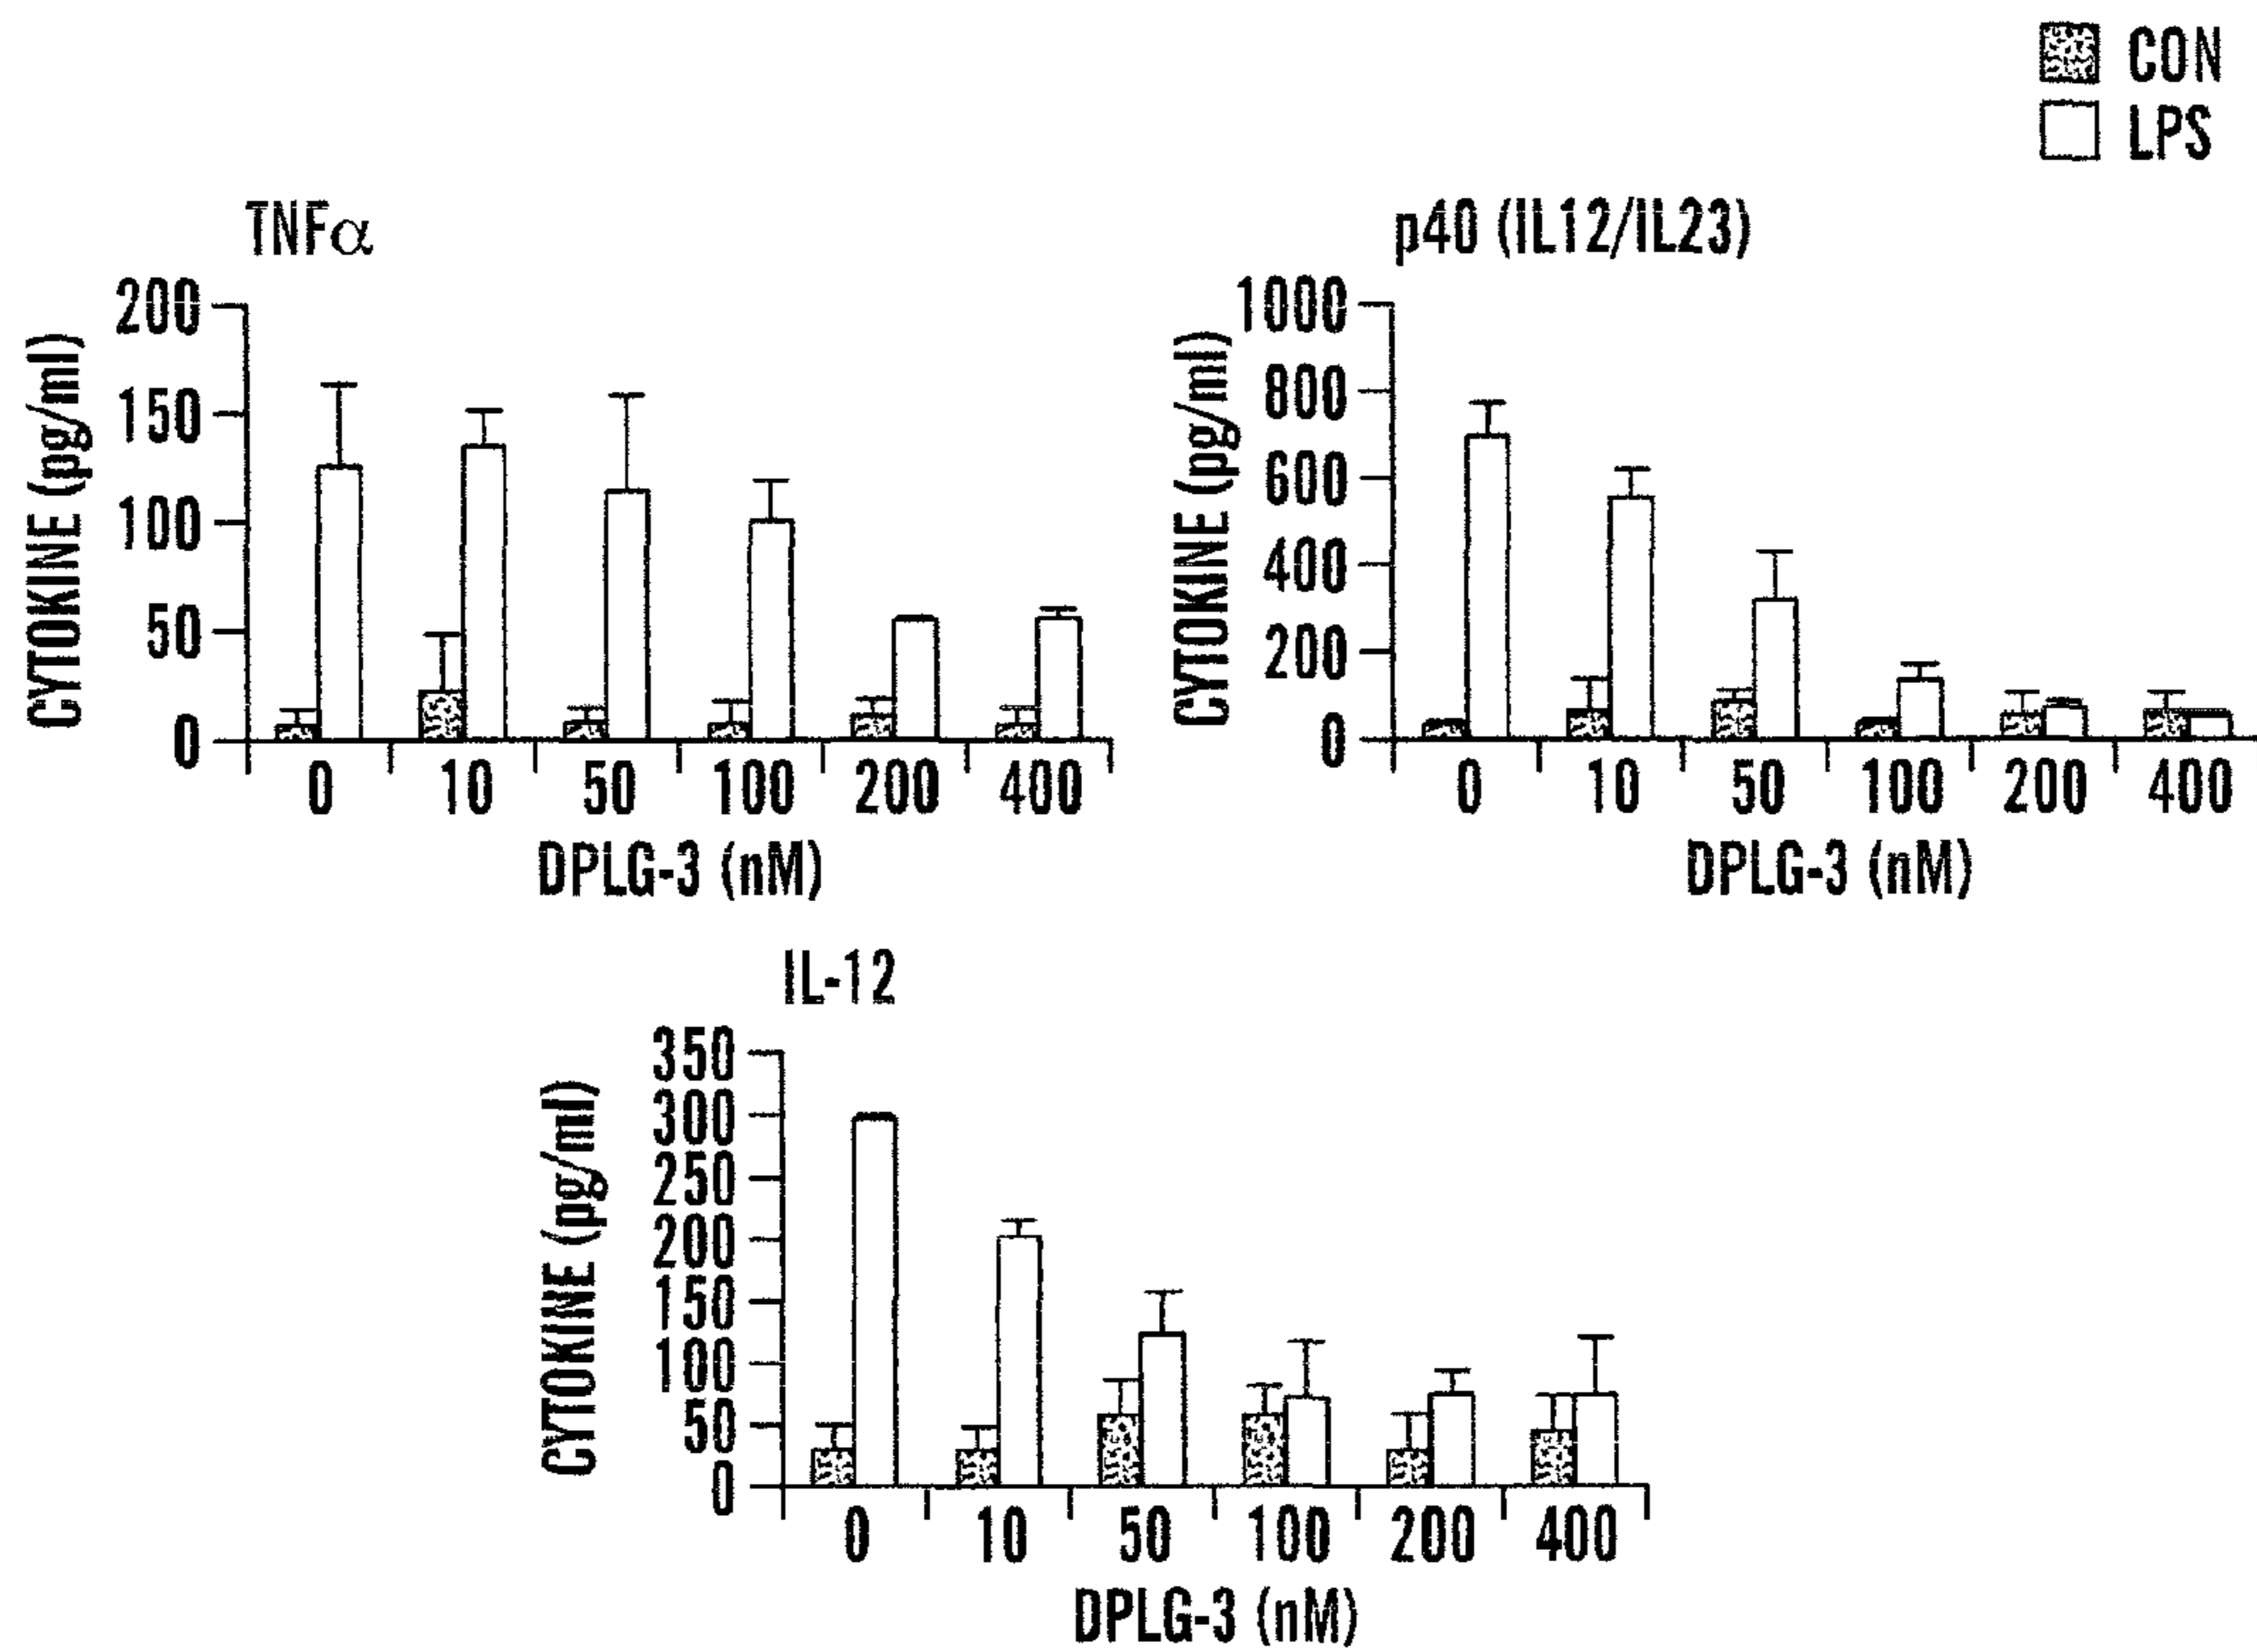 CON
LPS
TNFα
CYTOKINE (pg/ml)
200
150
100
50
0
0 10 50 100 200 400
DPLG-3 (nM)
p40 (IL12/IL23)
CYTOKINE (pg/ml)
1000
800
600
400
200
0
0 10 50 100 200 400
DPLG-3 (nM)
IL-12
CYTOKINE (pg/ml)
350
300
250
200
150
100
50
0
0 10 50 100 200 400
DPLG-3 (nM)